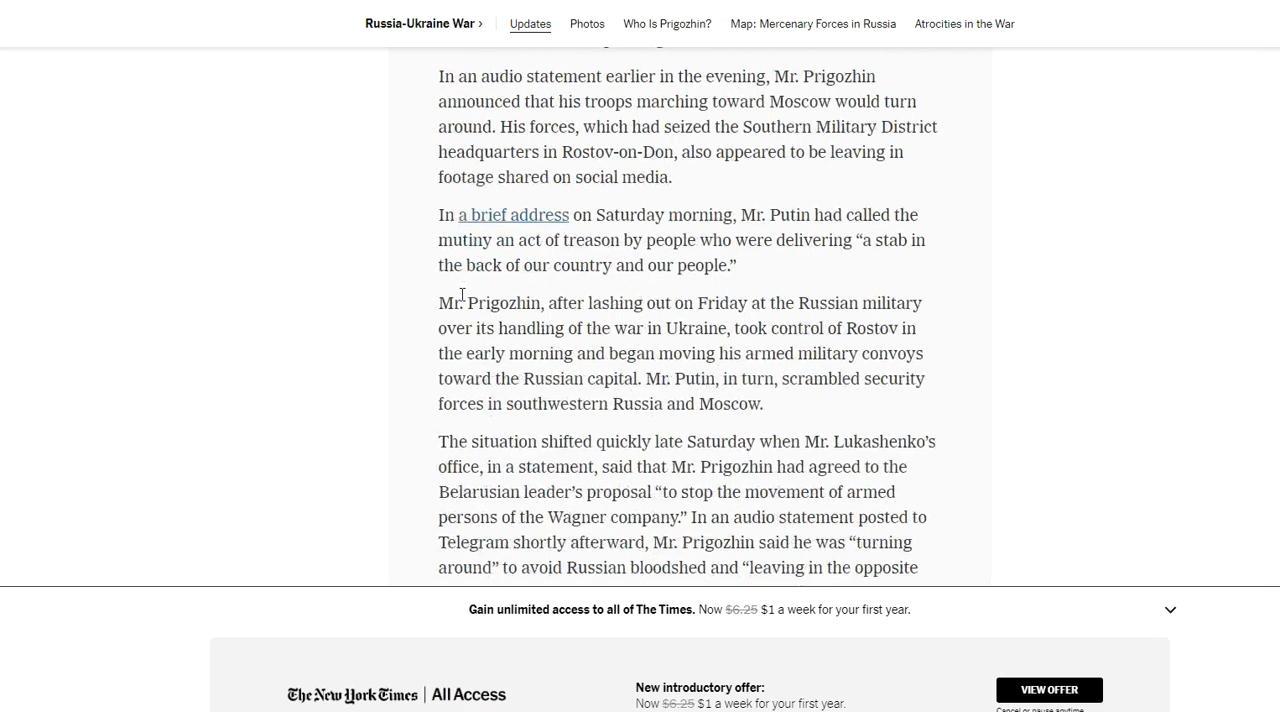 Russia-Ukraine War ›
Updates
Photos
Who Is Prigozhin?
Map: Mercenary Forces in Russia
Atrocities in the War
In an audio statement earlier in the evening, Mr. Prigozhin
announced that his troops marching toward Moscow would turn
around. His forces, which had seized the Southern Military District
headquarters in Rostov-on-Don, also appeared to be leaving in
footage shared on social media.
In a brief address on Saturday morning, Mr. Putin had called the
mutiny an act of treason by people who were delivering “a stab in
the back of our country and our people.”
Mr. Prigozhin, after lashing out on Friday at the Russian military
over its handling of the war in Ukraine, took control of Rostov in
the early morning and began moving his armed military convoys
toward the Russian capital. Mr. Putin, in turn, scrambled security
forces in southwestern Russia and Moscow.
The situation shifted quickly late Saturday when Mr. Lukashenko’s
office, in a statement, said that Mr. Prigozhin had agreed to the
Belarusian leader’s proposal “to stop the movement of armed
persons of the Wagner company.” In an audio statement posted to
Telegram shortly afterward, Mr. Prigozhin said he was “turning
around” to avoid Russian bloodshed and “leaving in the opposite
Gain unlimited access to all of The Times. Now $6.25 $1 a week for your first year.
The New York Times | All Access
New introductory offer:
Now $6.25 $1 a week for your first year.
VIEW OFFER
Cancel or pause anytime.